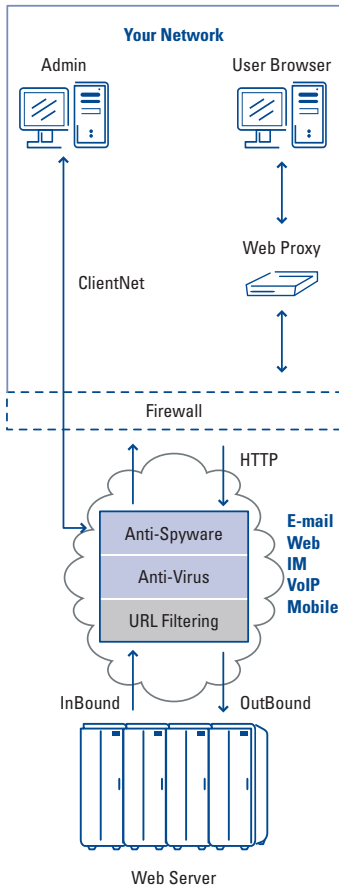 Your Network
Admin
User Browser
Web Proxy
ClientNet
Firewall
HTTP
Anti-Spyware
Anti-Virus
URL Filtering
E-mail
Web
IM
VoIP
Mobile
InBound
OutBound
Web Server